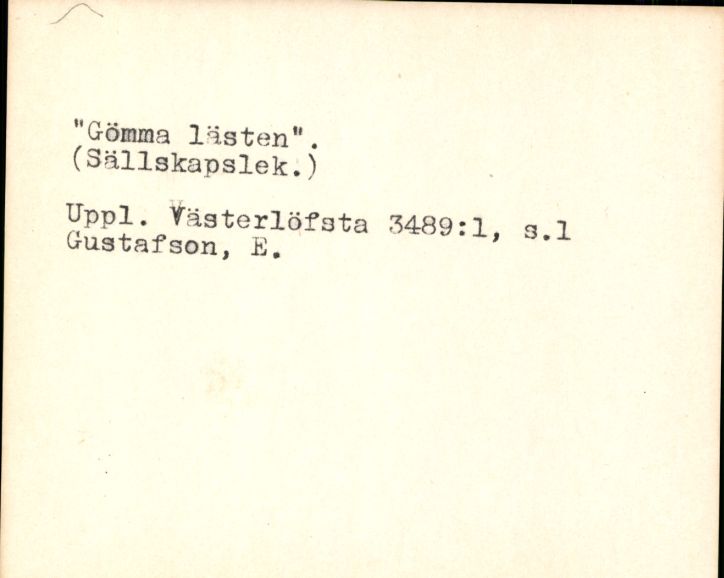 "Gömma lästen".
(Sällskapslek.)
Uppl. Västerlöfsta 3489:1, s.1
Gustafson, E.